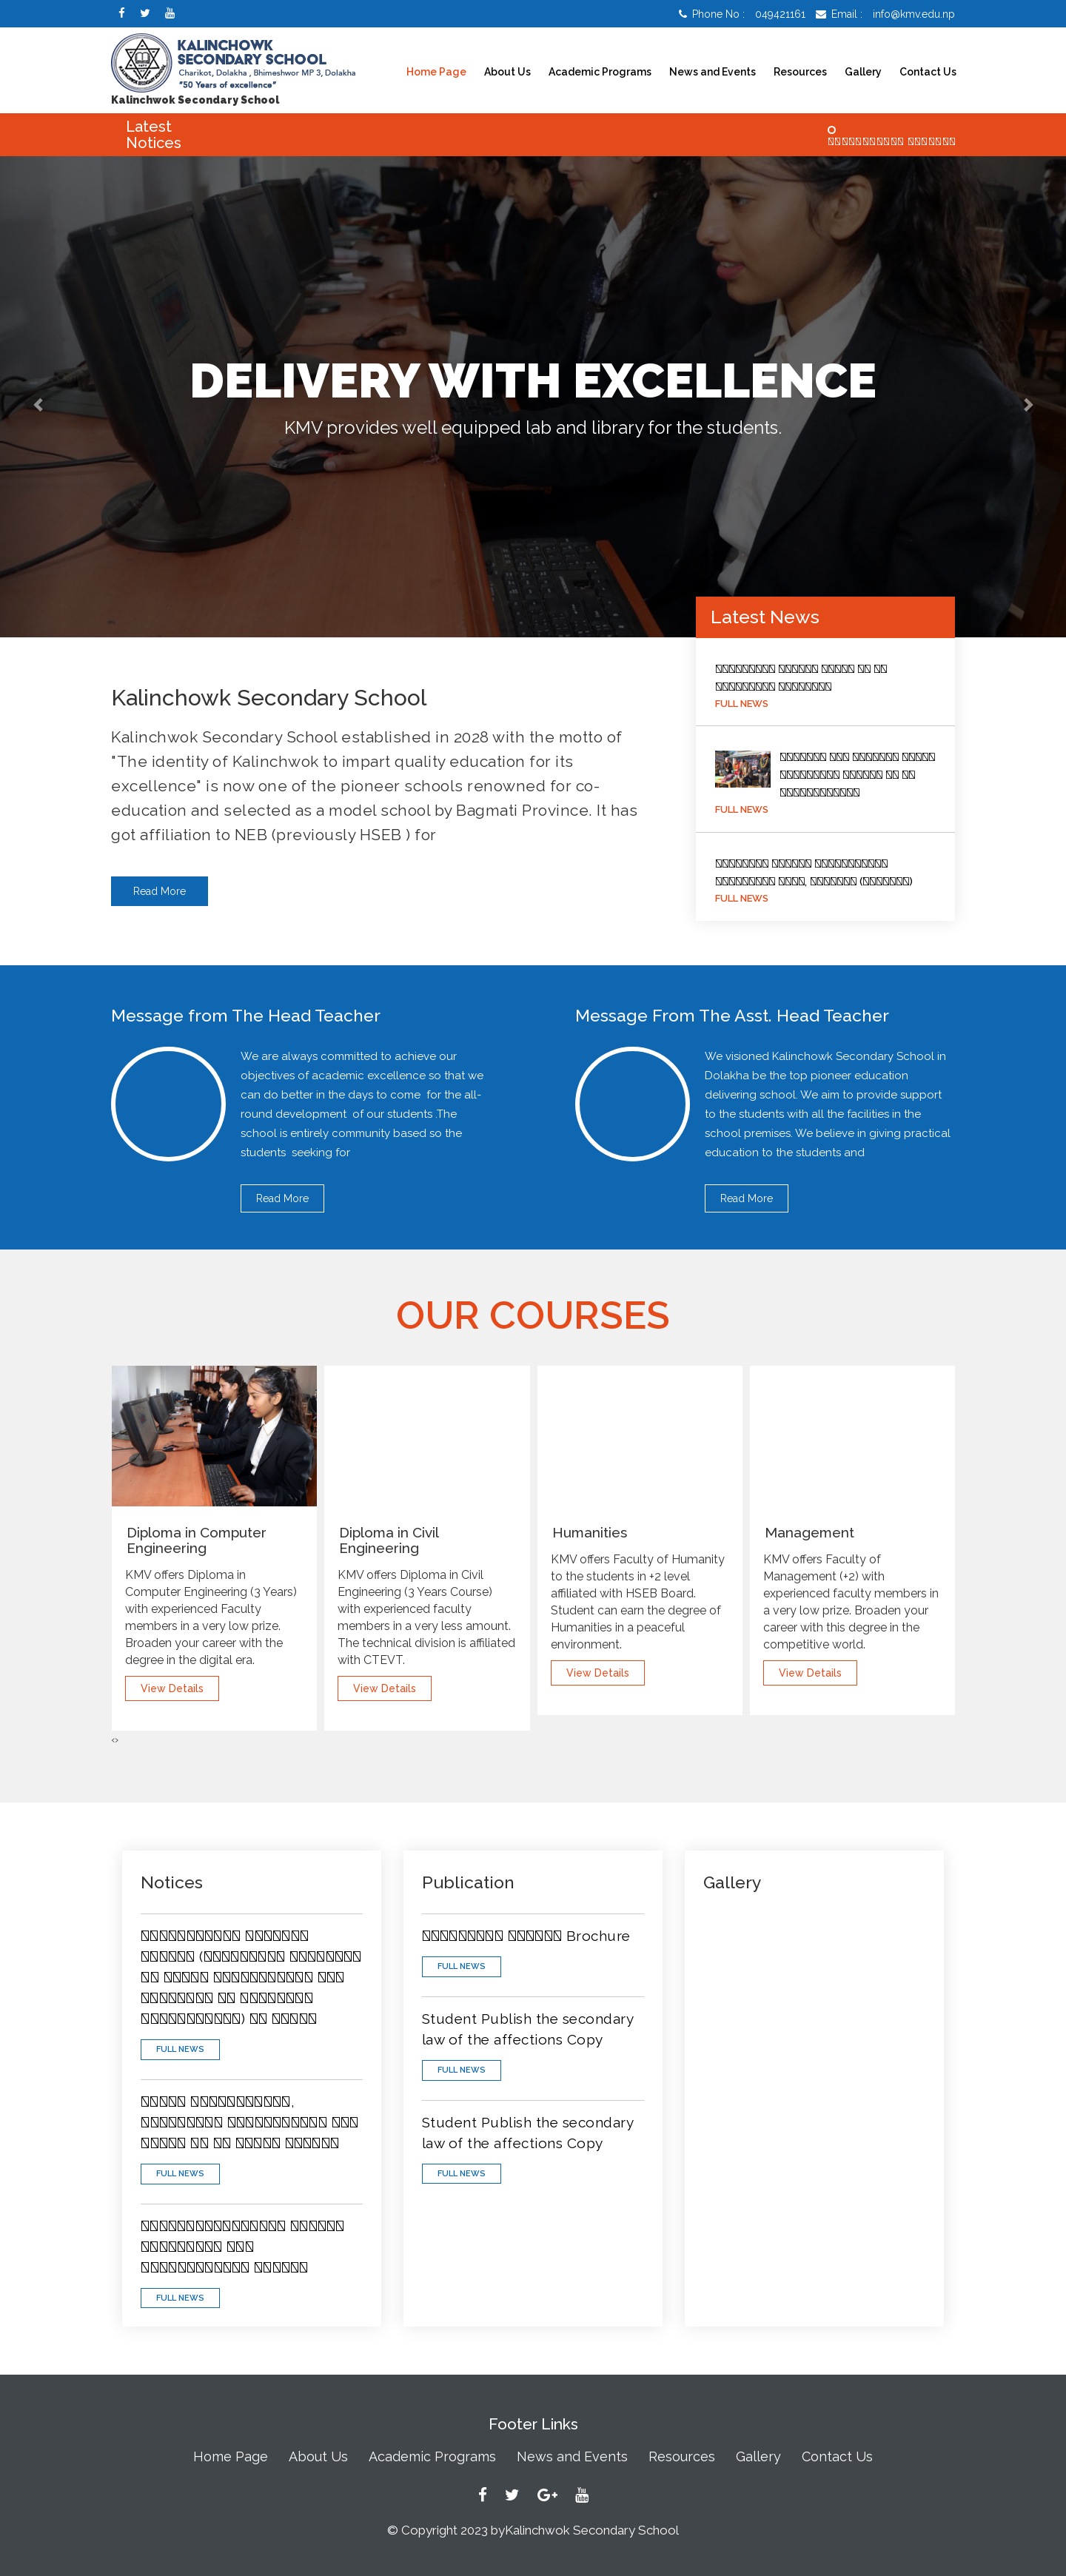 Phone No : 049421161 Email : info@kmv.edu.np
KALINCHOWK
SECONDARY SCHOOL
Charikot, Dolakha , Bhimeshwor MP 3, Dolakha
"50 Years of excellence"
Kalinchwok Secondary School
Home Page About Us Academic Programs News and Events Resources Gallery Contact Us
Latest
Notices
DELIVERY WITH EXCELLENCE
KMV provides well equipped lab and library for the students.
Latest News
FULL NEWS
FULL NEWS
FULL NEWS
Kalinchowk Secondary School
Kalinchwok Secondary School established in 2028 with the motto of
"The identity of Kalinchwok to impart quality education for its
excellence" is now one of the pioneer schools renowned for co-
education and selected as a model school by Bagmati Province. It has
got affiliation to NEB (previously HSEB ) for
Read More
Message from The Head Teacher
We are always committed to achieve our
objectives of academic excellence so that we
can do better in the days to come  for the all-
round development  of our students .The
school is entirely community based so the
students  seeking for
Read More
Message From The Asst. Head Teacher
We visioned Kalinchowk Secondary School in
Dolakha be the top pioneer education
delivering school. We aim to provide support
to the students with all the facilities in the
school premises. We believe in giving practical
education to the students and
Read More
OUR COURSES
Diploma in Computer
Engineering
KMV offers Diploma in
Computer Engineering (3 Years)
with experienced Faculty
members in a very low prize.
Broaden your career with the
degree in the digital era.
View Details
Diploma in Civil
Engineering
KMV offers Diploma in Civil
Engineering (3 Years Course)
with experienced faculty
members in a very less amount.
The technical division is affiliated
with CTEVT.
View Details
Humanities
KMV offers Faculty of Humanity
to the students in +2 level
affiliated with HSEB Board.
Student can earn the degree of
Humanities in a peaceful
environment.
View Details
Management
KMV offers Faculty of
Management (+2) with
experienced faculty members in
a very low prize. Broaden your
career with this degree in the
competitive world.
View Details
‹›
Notices
FULL NEWS
FULL NEWS
FULL NEWS
Publication
Brochure
FULL NEWS
Student Publish the secondary
law of the affections Copy
FULL NEWS
Student Publish the secondary
law of the affections Copy
FULL NEWS
Gallery
Footer Links
Home Page About Us Academic Programs News and Events Resources Gallery Contact Us
© Copyright 2023 byKalinchwok Secondary School